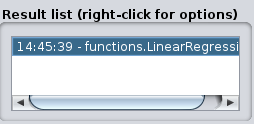 Result list (right-click for options)
14:45:39 - functions.LinearRegressi